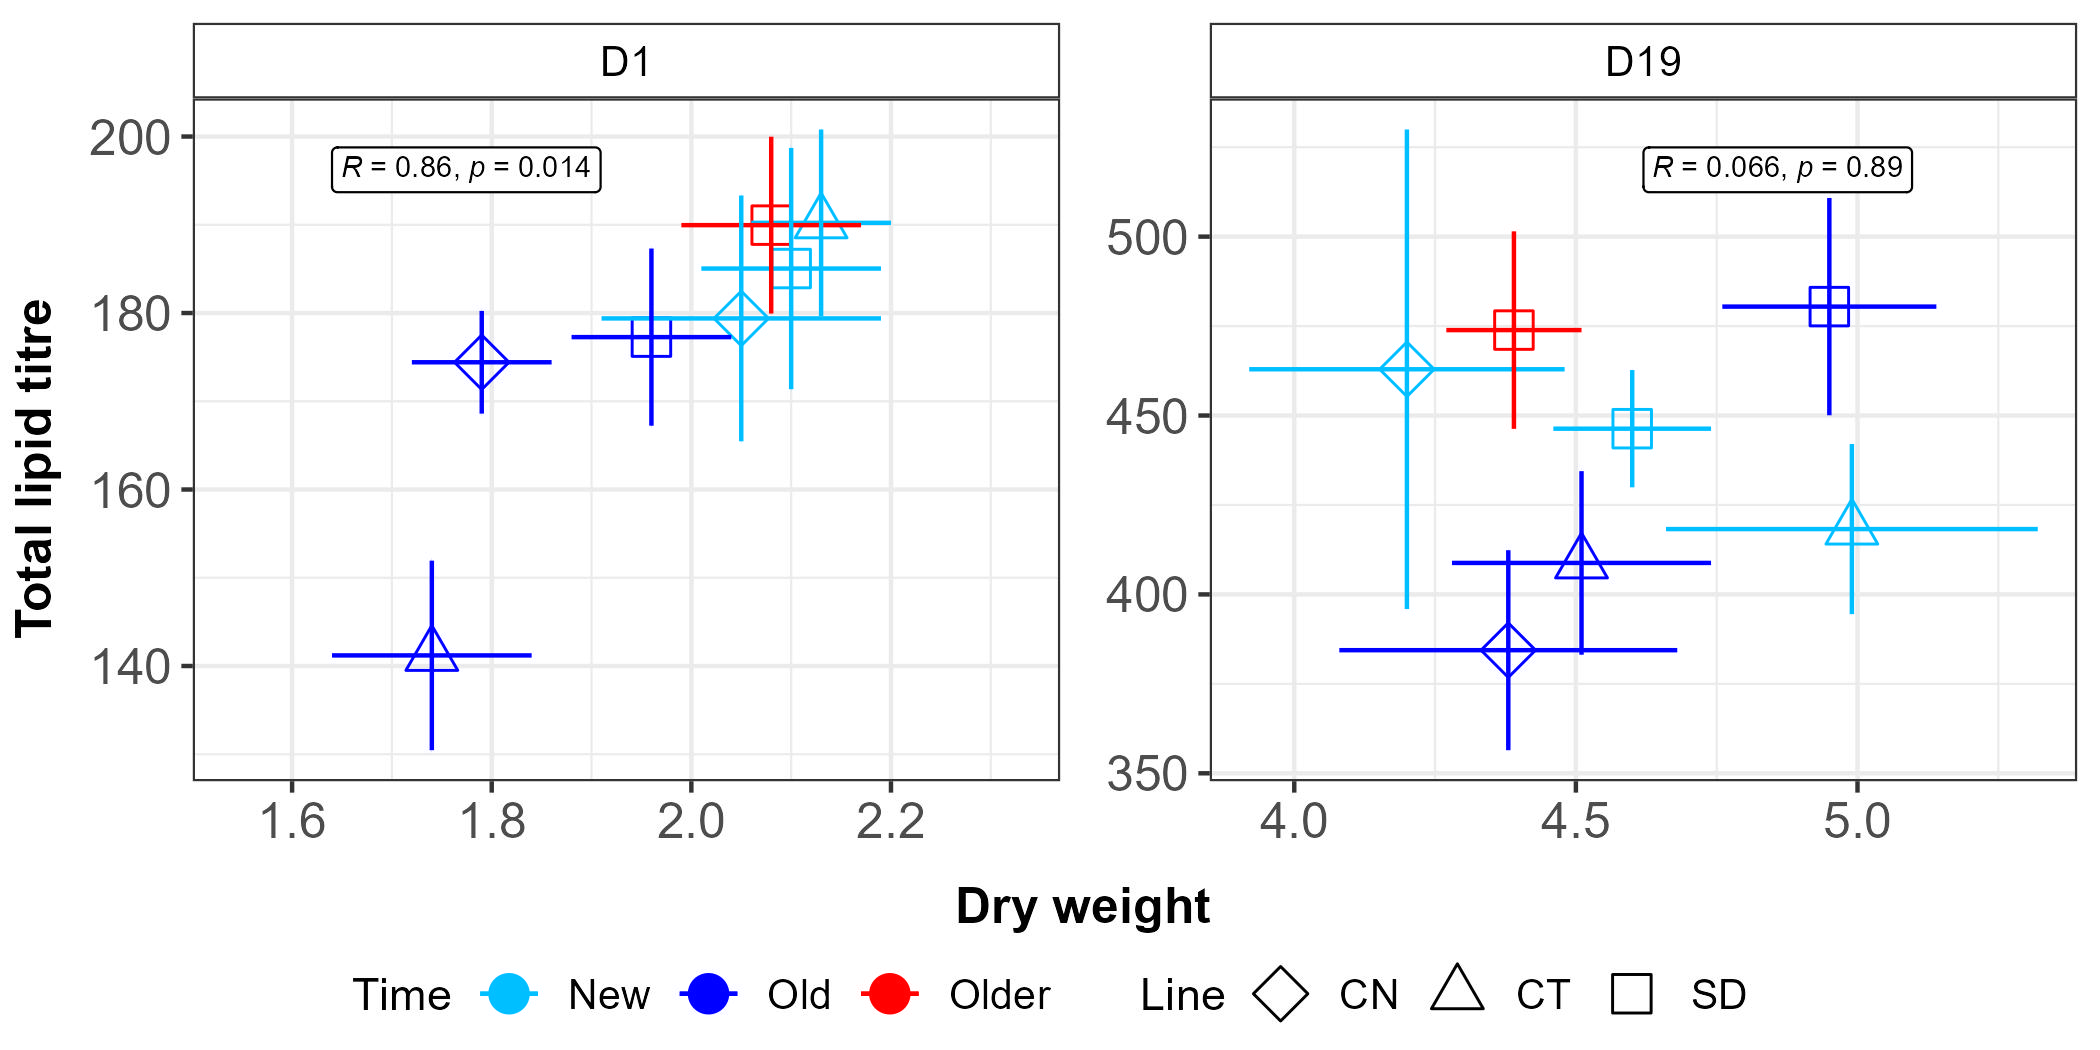 D1
D19
200
180
160
140
R = 0.86, p = 0.014
R = 0.066, p = 0.89
500
450
400
350
Total lipid titre
1.6 1.8 2.0 2.2
4.0 4.5 5.0
Dry weight
Time New Old Older Line CN CT SD